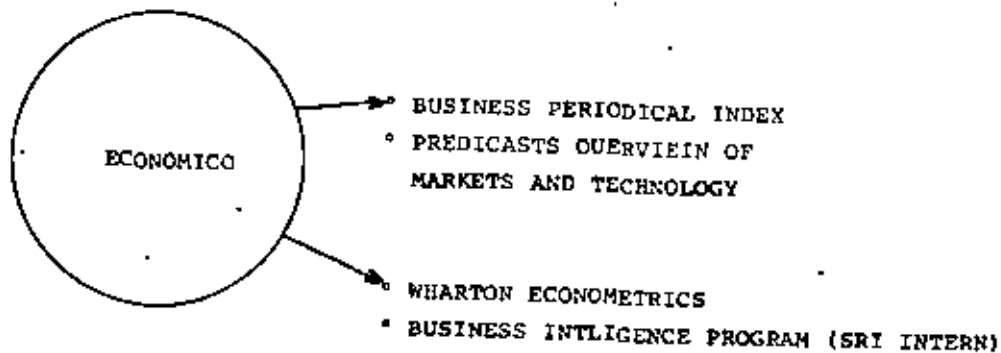 ECONOMICO
° BUSINESS PERIODICAL INDEX
° PREDICASTS OUERVIEIN OF
MARKETS AND TECHNOLOGY
° WHARTON ECONOMETRICS
° BUSINESS INTLIGENCE PROGRAM (SRI INTERN)